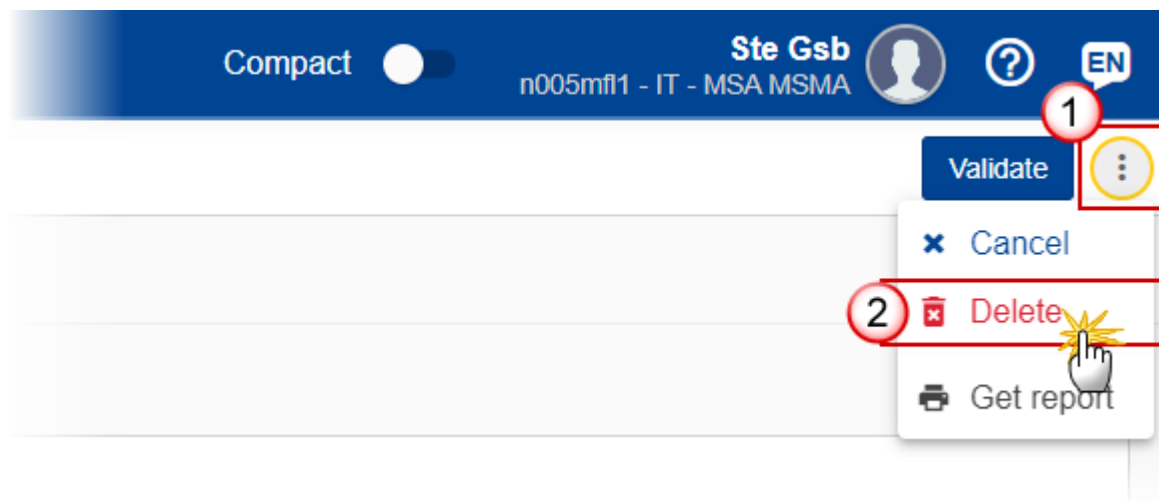 Compact
Ste Gsb
n005mfl1 - IT - MSA MSMA
EN
1
Validate
Cancel
2
Delete
Get report